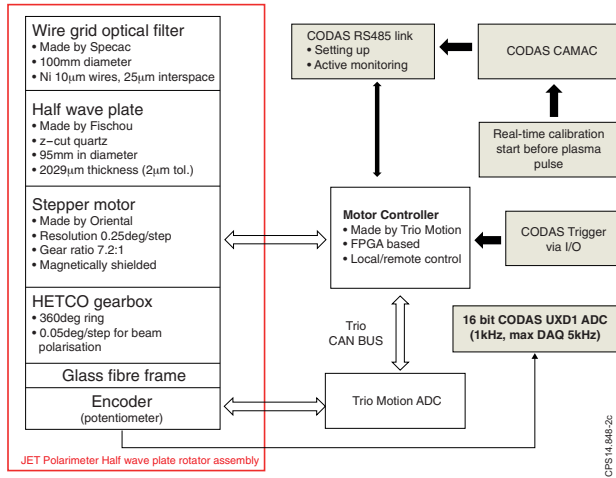 Wire grid optical filter
• Made by Specac
• 100mm diameter
• Ni 10µm wires, 25µm interspace
Half wave plate
• Made by Fischou
• z-cut quartz
• 95mm in diameter
• 2029µm thickness (2µm tol.)
Stepper motor
• Made by Oriental
• Resolution 0.25deg/step
• Gear ratio 7.2:1
• Magnetically shielded
HETCO gearbox
• 360deg ring
• 0.05deg/step for beam
polarisation
Glass fibre frame
Encoder
(potentiometer)
JET Polarimeter Half wave plate rotator assembly
CODAS RS485 link
• Setting up
• Active monitoring
CODAS CAMAC
Real-time calibration
start before plasma
pulse
Motor Controller
• Made by Trio Motion
• FPGA based
• Local/remote control
CODAS Trigger
via I/O
Trio
CAN BUS
16 bit CODAS UXD1 ADC
(1kHz, max DAQ 5kHz)
Trio Motion ADC
CPS14.848-2c